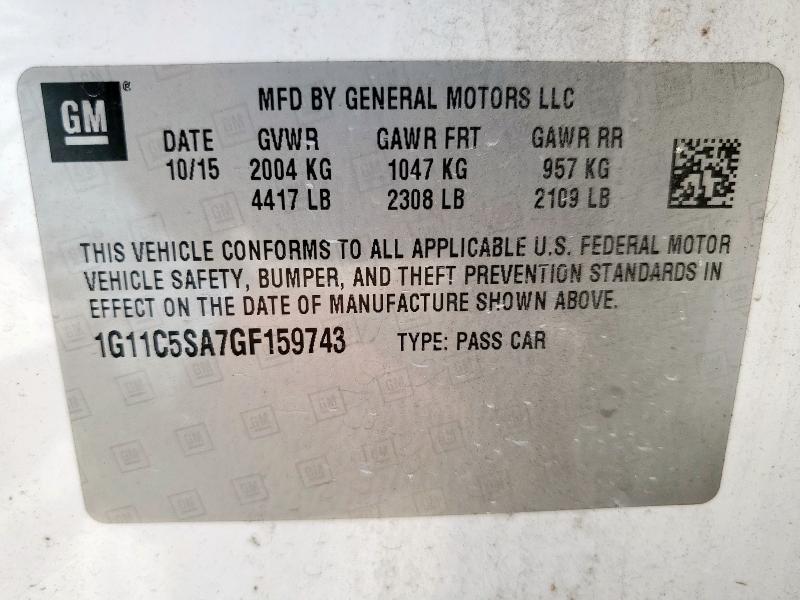 GM®
MFD BY GENERAL MOTORS LLC
DATE GVWR GAWR FRT GAWR RR
10/15 2004 KG 1047 KG 957 KG
4417 LB 2308 LB 2109 LB
THIS VEHICLE CONFORMS TO ALL APPLICABLE U.S. FEDERAL MOTOR
VEHICLE SAFETY, BUMPER, AND THEFT PREVENTION STANDARDS IN
EFFECT ON THE DATE OF MANUFACTURE SHOWN ABOVE.
1G11C5SA7GF159743 TYPE: PASS CAR